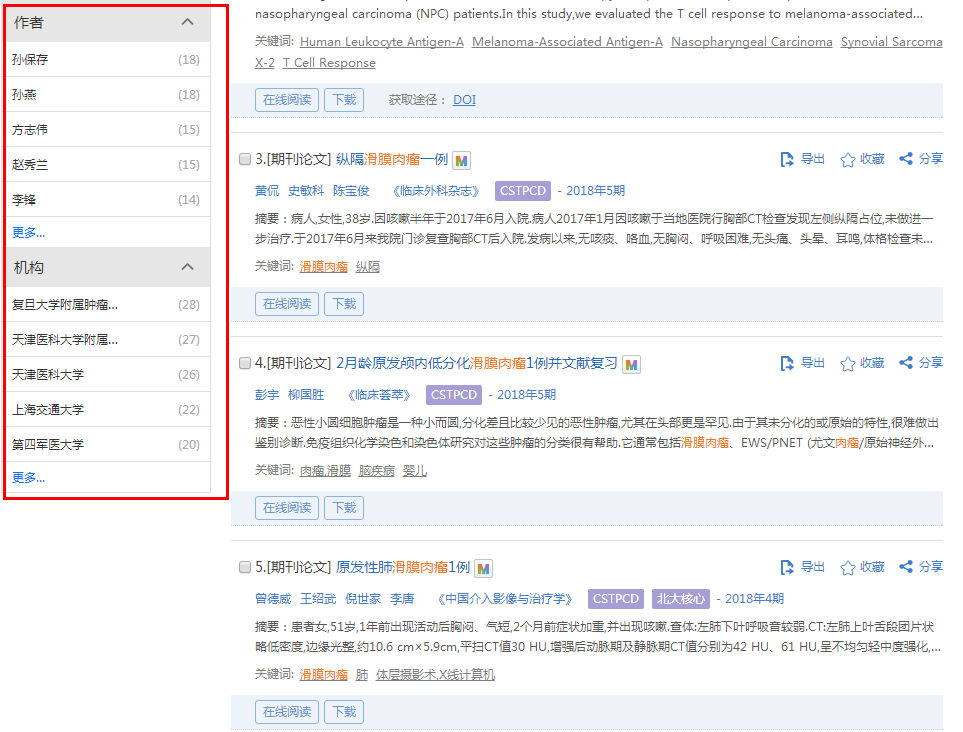 作者
孙保存 (18)
孙燕 (18)
方志伟 (15)
赵秀兰 (15)
李锋 (14)
更多...
机构
复旦大学附属肿瘤... (28)
天津医科大学附属... (27)
天津医科大学 (26)
上海交通大学 (22)
第四军医大学 (20)
更多...
nasopharyngeal carcinoma (NPC) patients.In this study,we evaluated the T cell response to melanoma-associated...
关键词: Human Leukocyte Antigen-A Melanoma-Associated Antigen-A Nasopharyngeal Carcinoma Synovial Sarcoma
X-2 T Cell Response
在线阅读 下载 获取途径： DOI
3.[期刊论文] 纵隔滑膜肉瘤一例 M 导出 收藏 分享
黄侃 史敏科 陈宝俊 《临床外科杂志》 CSTPCD - 2018年5期
摘要：病人,女性,38岁.因咳嗽半年于2017年6月入院.病人2017年1月因咳嗽于当地医院行胸部CT检查发现左侧纵隔占位,未做进一
步治疗.于2017年6月来我院门诊复查胸部CT后入院.发病以来,无咳痰、咯血,无胸闷、呼吸困难,无头痛、头晕、耳鸣,体格检查未...
关键词: 滑膜肉瘤 纵隔
在线阅读 下载
4.[期刊论文] 2月龄原发颅内低分化滑膜肉瘤1例并文献复习 M 导出 收藏 分享
彭宇 柳国胜 《临床荟萃》 CSTPCD - 2018年5期
摘要：恶性小圆细胞肿瘤是一种小而圆,分化差且比较少见的恶性肿瘤,尤其在头部更是罕见.由于其未分化的或原始的特性,很难做出
鉴别诊断.免疫组织化学染色和染色体研究对这些肿瘤的分类很有帮助.它通常包括滑膜肉瘤、EWS/PNET (尤文肉瘤/原始神经外...
关键词: 肉瘤,滑膜 脑疾病 婴儿
在线阅读 下载
5.[期刊论文] 原发性肺滑膜肉瘤1例 M 导出 收藏 分享
曾德威 王绍武 倪世家 李唐 《中国介入影像与治疗学》 CSTPCD 北大核心 - 2018年4期
摘要：患者女,51岁,1年前出现活动后胸闷、气短,2个月前症状加重,并出现咳嗽.查体:左肺下叶呼吸音较弱.CT:左肺上叶舌段团片状
略低密度,边缘光整,约10.6 cm×5.9cm,平扫CT值30 HU,增强后动脉期及静脉期CT值分别为42 HU、61 HU,呈不均匀轻中度强化,...
关键词: 滑膜肉瘤 肺 体层摄影术,X线计算机
在线阅读 下载